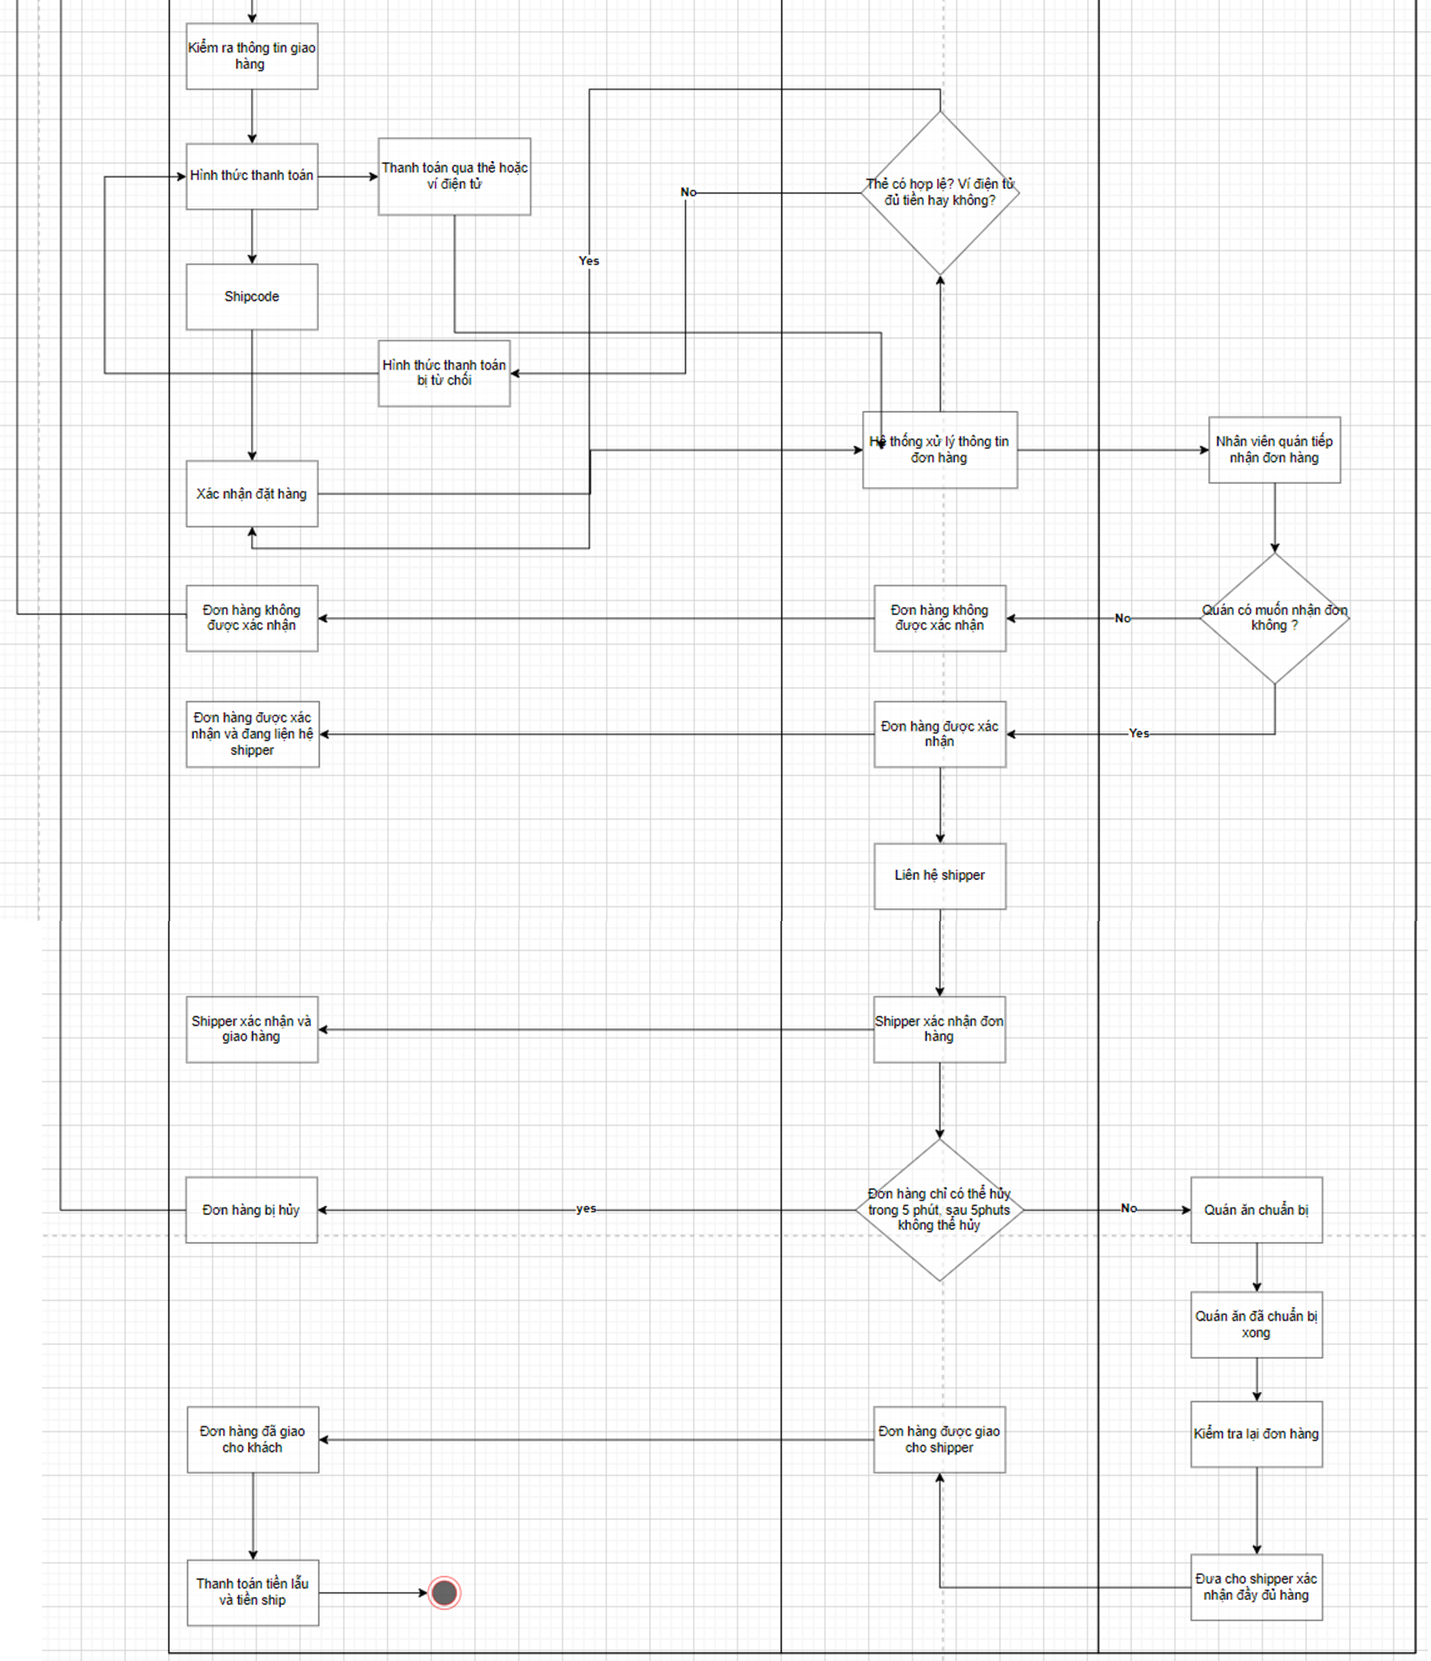 Kiểm ra thông tin giao
hàng
Hình thức thanh toán
Thanh toán qua thẻ hoặc
ví điện tử
Thẻ có hợp lệ? Ví điện tử
đủ tiền hay không?
No
Yes
Shipcode
Hình thức thanh toán
bị từ chối
Hệ thống xử lý thông tin
đơn hàng
Nhân viên quán tiếp
nhận đơn hàng
Xác nhận đặt hàng
Đơn hàng không
được xác nhận
Đơn hàng không
được xác nhận
No
Quán có muốn nhận đơn
không ?
Đơn hàng được xác
nhận và đang liện hệ
shipper
Đơn hàng được xác
nhận
Yes
Liên hệ shipper
Shipper xác nhận và
giao hàng
Shipper xác nhận đơn
hàng
Đơn hàng bị hủy
yes
Đơn hàng chỉ có thể hủy
trong 5 phút, sau 5phuts
không thể hủy
No
Quán ăn chuẩn bị
Quán ăn đã chuẩn bị
xong
Đơn hàng đã giao
cho khách
Đơn hàng được giao
cho shipper
Kiểm tra lại đơn hàng
Thanh toán tiền lẫu
và tiền ship
Đưa cho shipper xác
nhận đầy đủ hàng